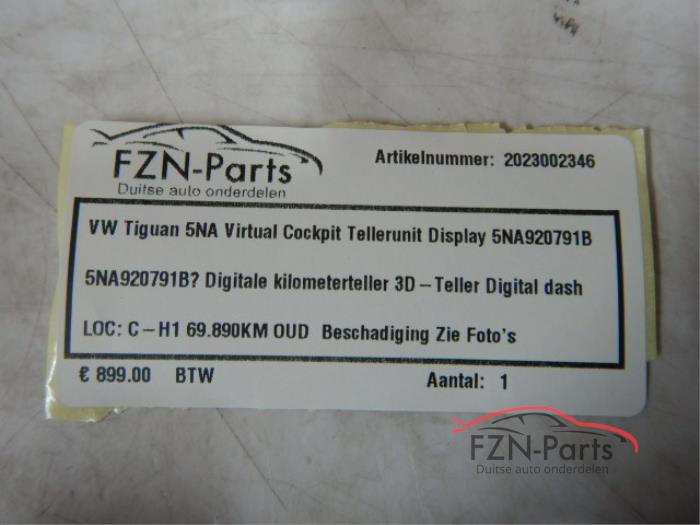 FZN-Parts
Duitse auto onderdelen
Artikelnummer: 2023002346
VW Tiguan 5NA Virtual Cockpit Tellerunit Display 5NA920791B
5NA920791B? Digitale kilometerteller 3D-Teller Digital dash
LOC: C-H1 69.890KM OUD Beschadiging Zie Foto's
€ 899.00 BTW
Aantal: 1
FZN-Parts
Duitse auto onderdelen